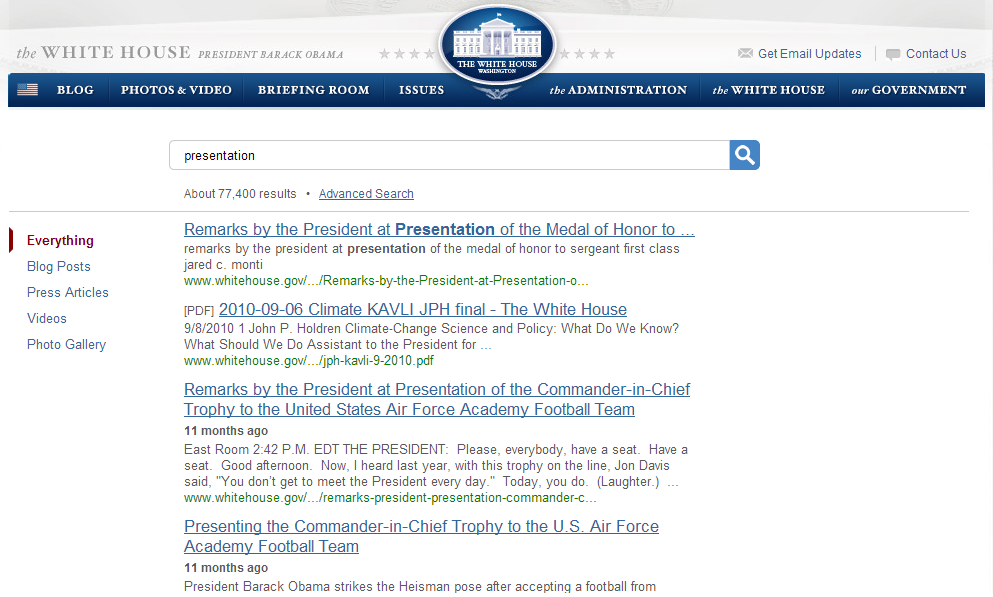 the WHITE HOUSE PRESIDENT BARACK OBAMA
THE WHITE HOUSE
WASHINGTON
Get Email Updates
Contact Us
BLOG
PHOTOS & VIDEO
BRIEFING ROOM
ISSUES
the ADMINISTRATION
the WHITE HOUSE
our GOVERNMENT
presentation
About 77,400 results • Advanced Search
Everything
Blog Posts
Press Articles
Videos
Photo Gallery
Remarks by the President at Presentation of the Medal of Honor to ...
remarks by the president at presentation of the medal of honor to sergeant first class
jared c. monti
www.whitehouse.gov/.../Remarks-by-the-President-at-Presentation-o...
[PDF] 2010-09-06 Climate KAVLI JPH final - The White House
9/8/2010 1 John P. Holdren Climate-Change Science and Policy: What Do We Know?
What Should We Do Assistant to the President for ...
www.whitehouse.gov/.../jph-kavli-9-2010.pdf
Remarks by the President at Presentation of the Commander-in-Chief
Trophy to the United States Air Force Academy Football Team
11 months ago
East Room 2:42 P.M. EDT THE PRESIDENT:  Please, everybody, have a seat.  Have a
seat.  Good afternoon.  Now, I heard last year, with this trophy on the line, Jon Davis
said, "You don't get to meet the President every day."  Today, you do.  (Laughter.)  ...
www.whitehouse.gov/.../remarks-president-presentation-commander-c...
Presenting the Commander-in-Chief Trophy to the U.S. Air Force
Academy Football Team
11 months ago
President Barack Obama strikes the Heisman pose after accepting a football from